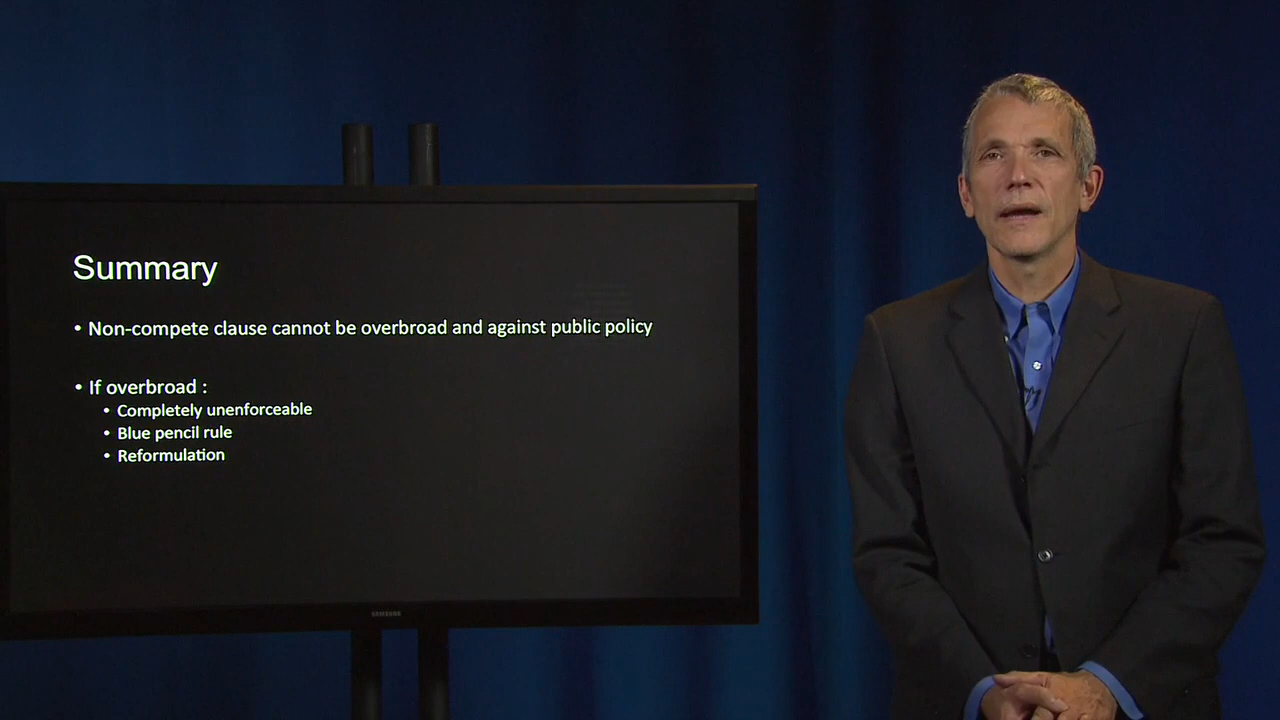 Summary
• Non-compete clause cannot be overbroad and against public policy
• If overbroad :
• Completely unenforceable
• Blue pencil rule
• Reformulation
SAMSUNG